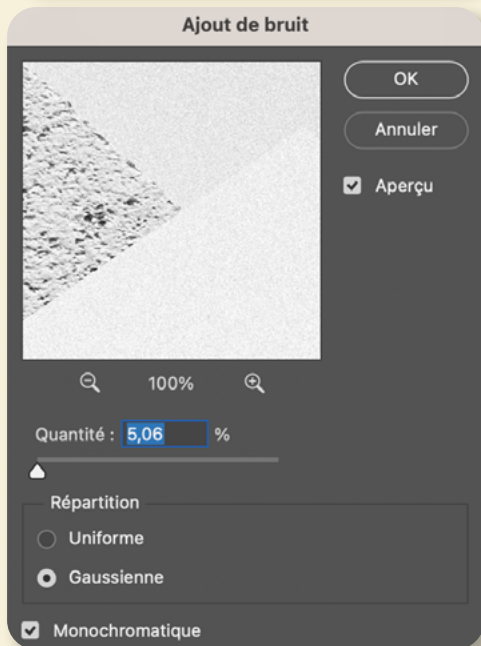 Ajout de bruit
OK
Annuler
Aperçu
100%
Quantité : 5,06 %
Répartition
Uniforme
Gaussienne
Monochromatique